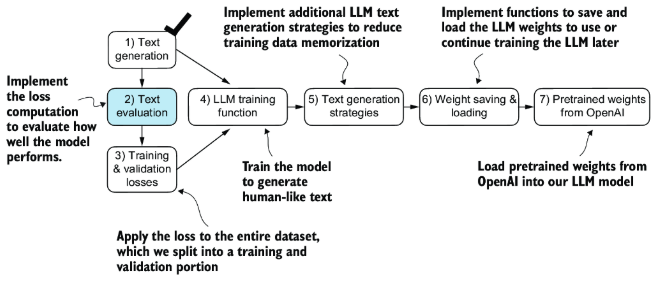 Implement additional LLM text
generation strategies to reduce
training data memorization
Implement functions to save and
load the LLM weights to use or
continue training the LLM later
1) Text
generation
Implement
the loss
computation
to evaluate how
well the model
performs.
2) Text
evaluation
4) LLM training
function
5) Text generation
strategies
6) Weight saving &
loading
7) Pretrained weights
from OpenAI
3) Training
& validation
losses
Train the model
to generate
human-like text
Load pretrained weights from
OpenAI into our LLM model
Apply the loss to the entire dataset,
which we split into a training and
validation portion